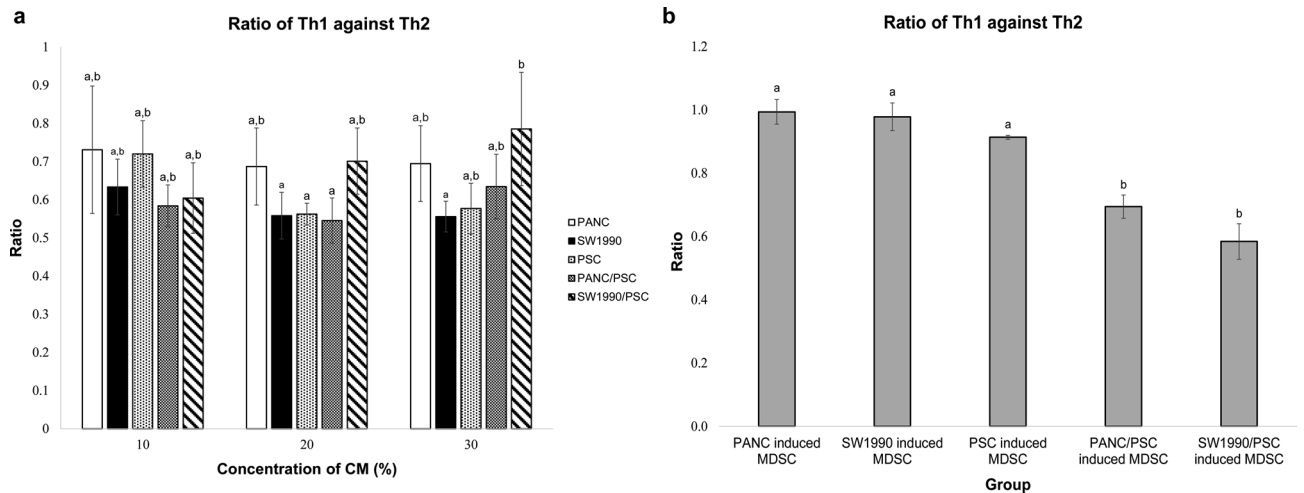 a
Ratio of Th1 against Th2
1
0.9
0.8
0.7
0.6
0.5
0.4
0.3
0.2
0.1
0
Ratio
a,b
a,b
a,b
a,b
a,b
a,b
a
a
a
a,b
a,b
a
a,b
a,b
b
10
20
30
Concentration of CM (%)
PANC
SW1990
PSC
PANC/PSC
SW1990/PSC
b
Ratio of Th1 against Th2
1.2
1.0
0.8
0.6
0.4
0.2
0.0
Ratio
a
a
a
b
b
PANC induced
MDSC
SW1990 induced
MDSC
PSC induced
MDSC
PANC/PSC
induced MDSC
SW1990/PSC
induced MDSC
Group